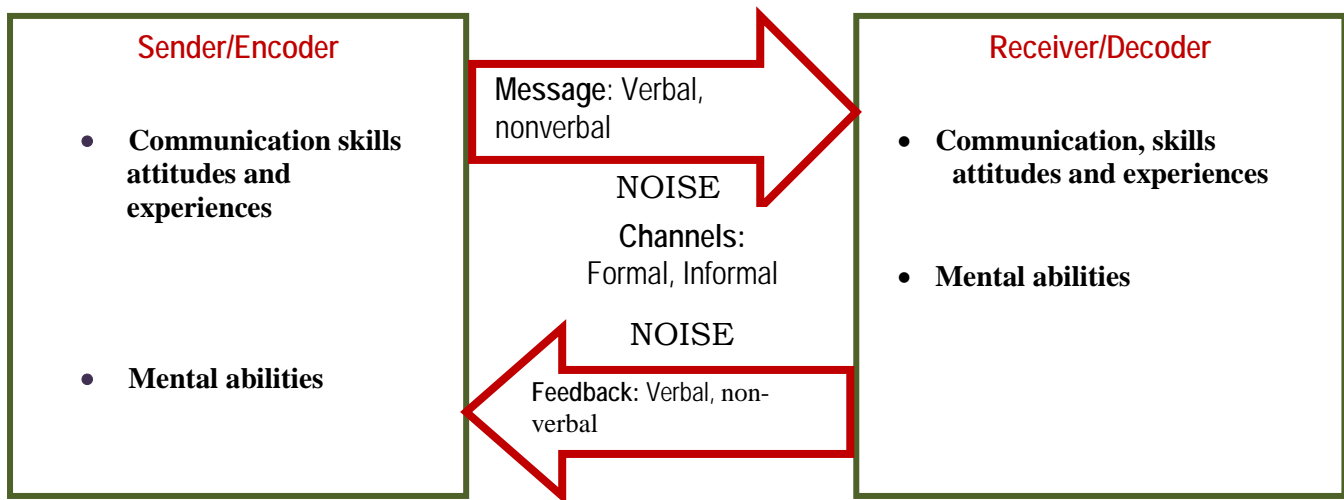 Sender/Encoder
• Communication skills
attitudes and
experiences
• Mental abilities
Message: Verbal,
nonverbal
NOISE
Channels:
Formal, Informal
NOISE
Feedback: Verbal, non-
verbal
Receiver/Decoder
• Communication, skills
attitudes and experiences
• Mental abilities